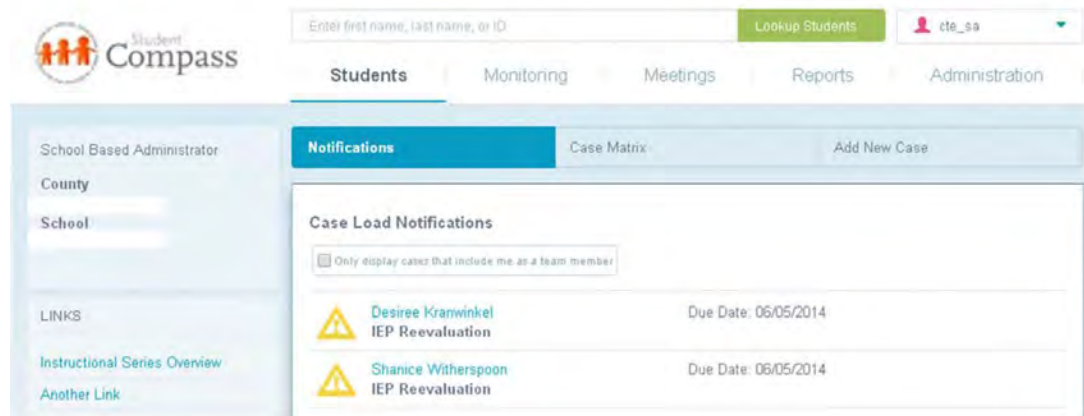 Student
Compass
Enter first name, last name, or ID
Lookup Students
cte_sa
Students Monitoring Meetings Reports Administration
School Based Administrator
County
School
LINKS
Instructional Series Overview
Another Link
Notifications Case Matrix Add New Case
Case Load Notifications
Only display cases that include me as a team member
Desiree Kranwinkel Due Date: 06/05/2014
IEP Reevaluation
Shanice Witherspoon Due Date: 06/05/2014
IEP Reevaluation